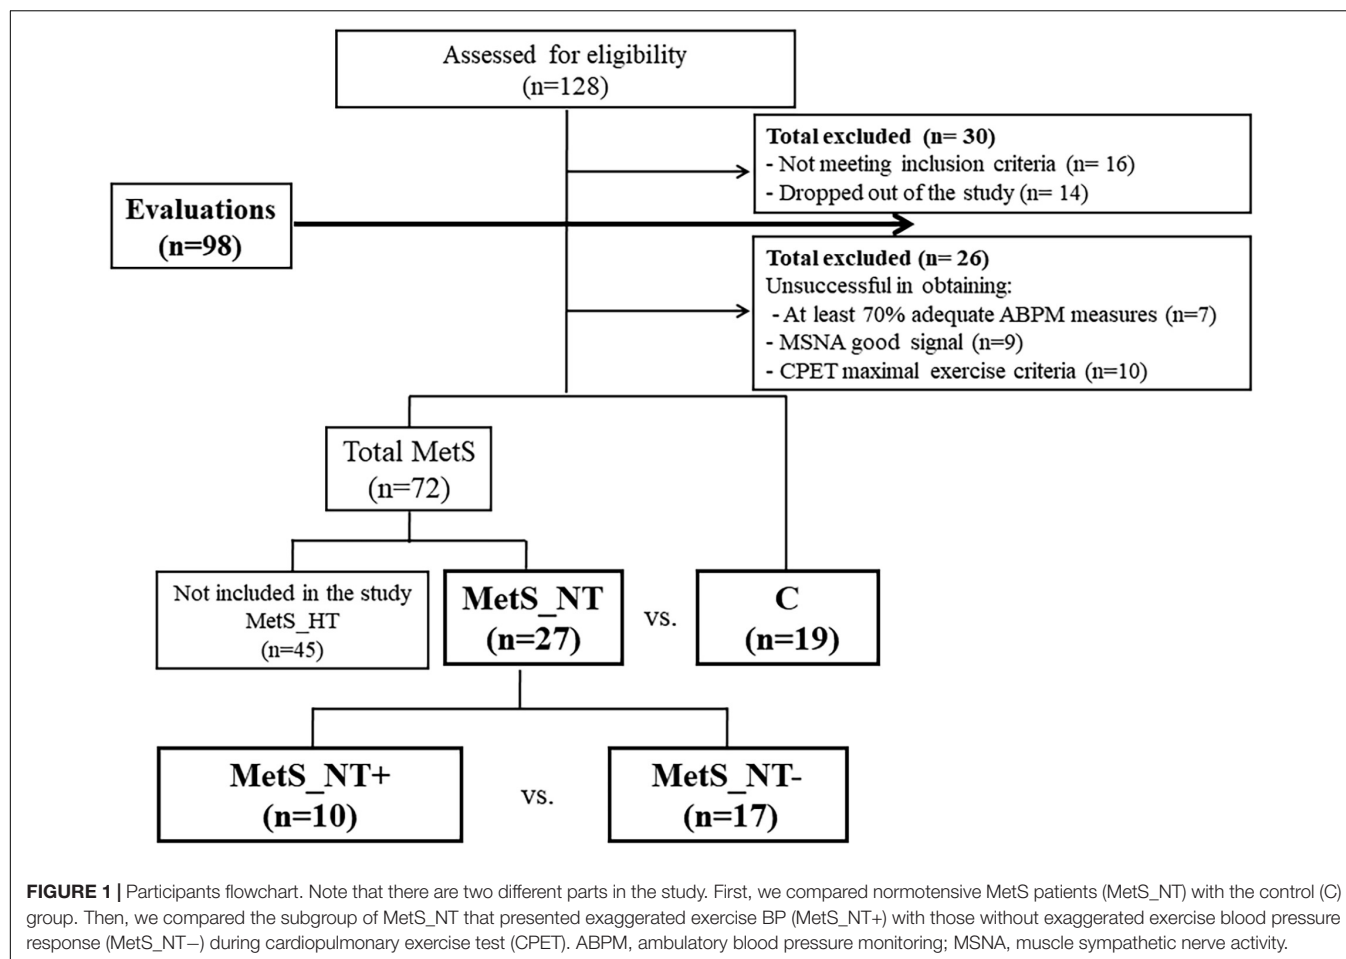 Assessed for eligibility
(n=128)
Total excluded (n= 30)
- Not meeting inclusion criteria (n= 16)
- Dropped out of the study (n= 14)
Evaluations
(n=98)
Total excluded (n= 26)
Unsuccessful in obtaining:
- At least 70% adequate ABPM measures (n=7)
- MSNA good signal (n=9)
- CPET maximal exercise criteria (n=10)
Total MetS
(n=72)
Not included in the study
MetS_HT
(n=45)
MetS_NT
(n=27)
vs.
C
(n=19)
MetS_NT+
(n=10)
vs.
MetS_NT-
(n=17)
FIGURE 1 | Participants flowchart. Note that there are two different parts in the study. First, we compared normotensive MetS patients (MetS_NT) with the control (C)
group. Then, we compared the subgroup of MetS_NT that presented exaggerated exercise BP (MetS_NT+) with those without exaggerated exercise blood pressure
response (MetS_NT−) during cardiopulmonary exercise test (CPET). ABPM, ambulatory blood pressure monitoring; MSNA, muscle sympathetic nerve activity.